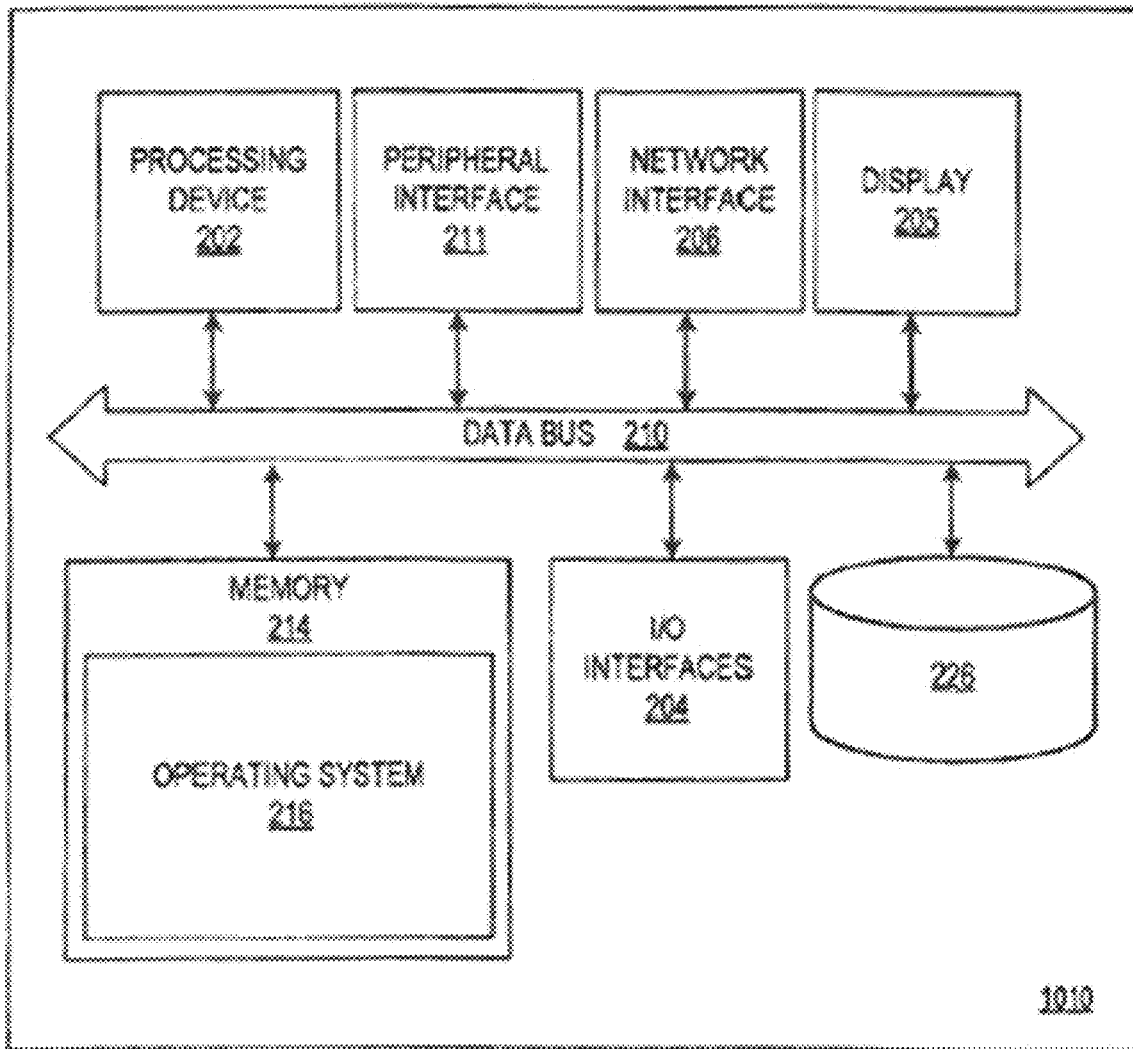 PROCESSING
DEVICE
202
PERIPHERAL
INTERFACE
211
NETWORK
INTERFACE
206
DISPLAY
205
DATA BUS 210
MEMORY
214
OPERATING SYSTEM
216
I/O
INTERFACES
204
226
1010